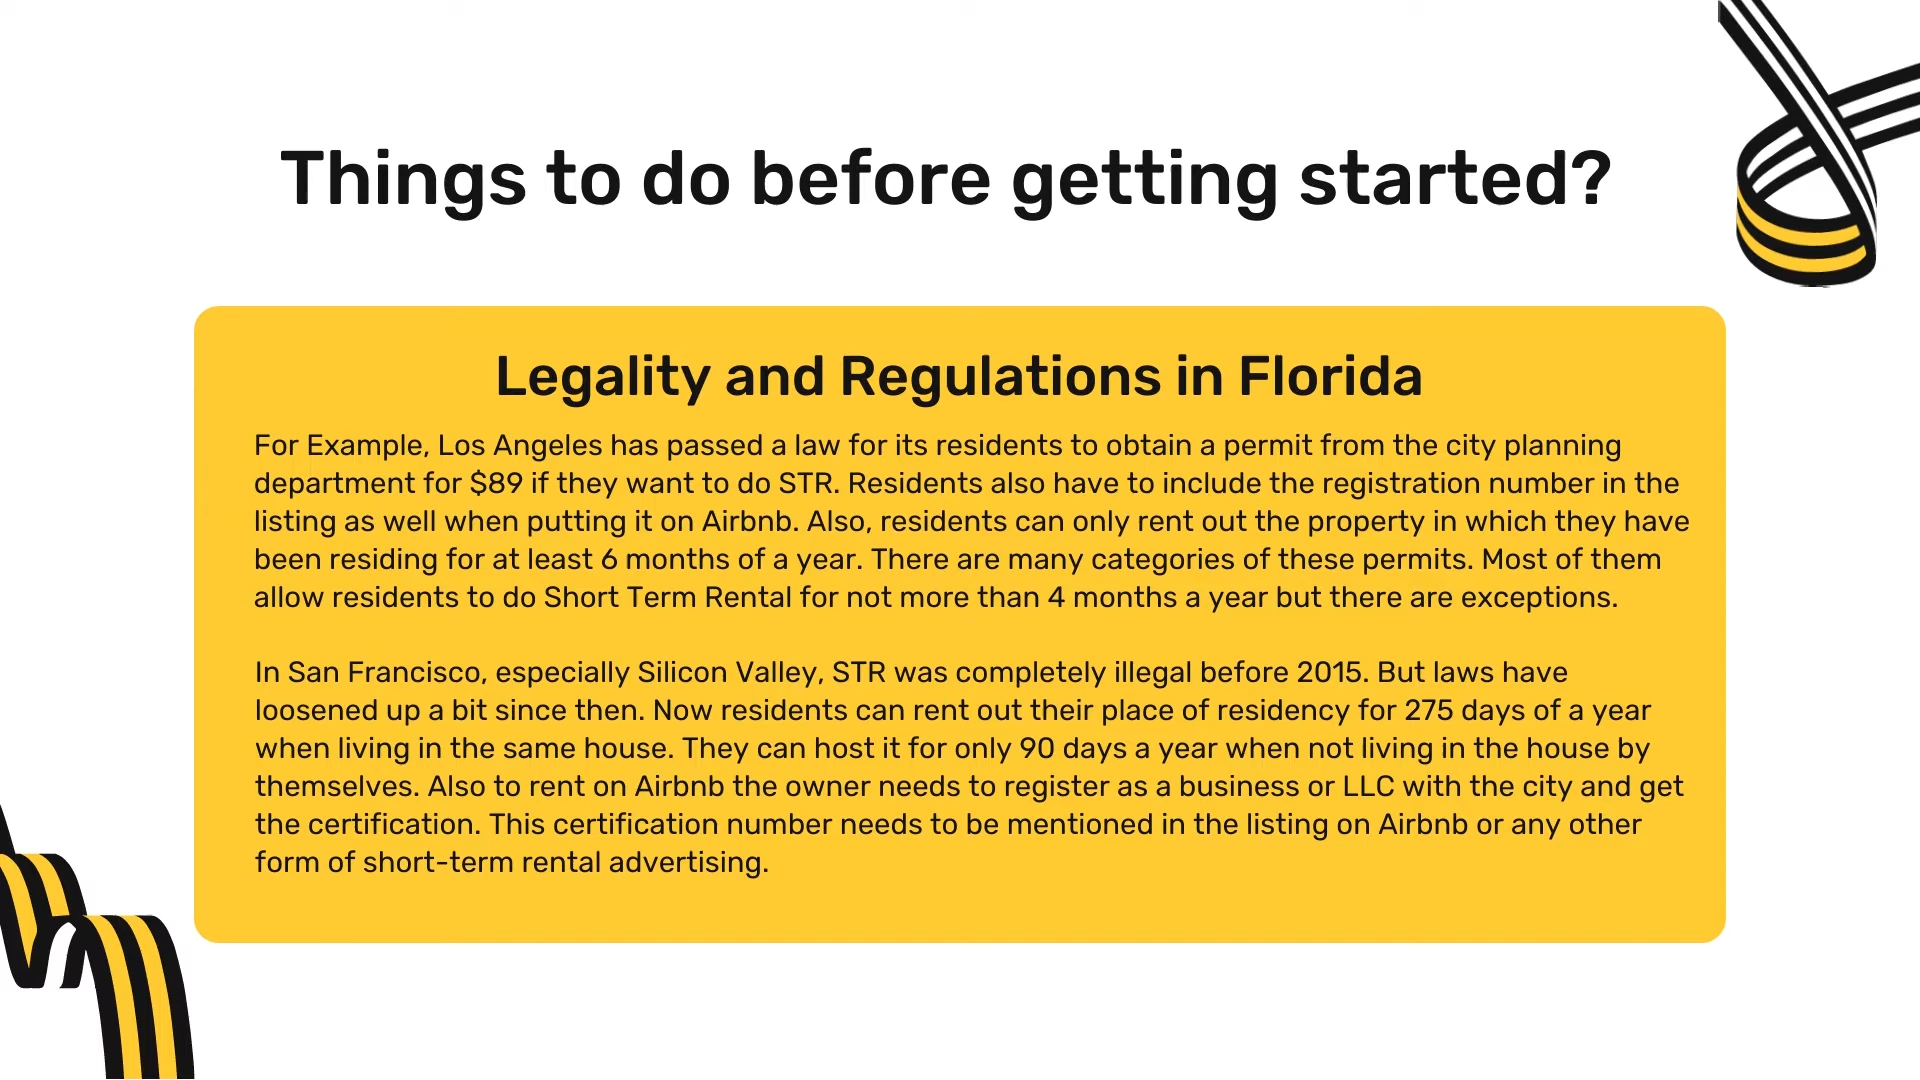 Things to do before getting started?
Legality and Regulations in Florida
For Example, Los Angeles has passed a law for its residents to obtain a permit from the city planning
department for $89 if they want to do STR. Residents also have to include the registration number in the
listing as well when putting it on Airbnb. Also, residents can only rent out the property in which they have
been residing for at least 6 months of a year. There are many categories of these permits. Most of them
allow residents to do Short Term Rental for not more than 4 months a year but there are exceptions.
In San Francisco, especially Silicon Valley, STR was completely illegal before 2015. But laws have
loosened up a bit since then. Now residents can rent out their place of residency for 275 days of a year
when living in the same house. They can host it for only 90 days a year when not living in the house by
themselves. Also to rent on Airbnb the owner needs to register as a business or LLC with the city and get
the certification. This certification number needs to be mentioned in the listing on Airbnb or any other
form of short-term rental advertising.